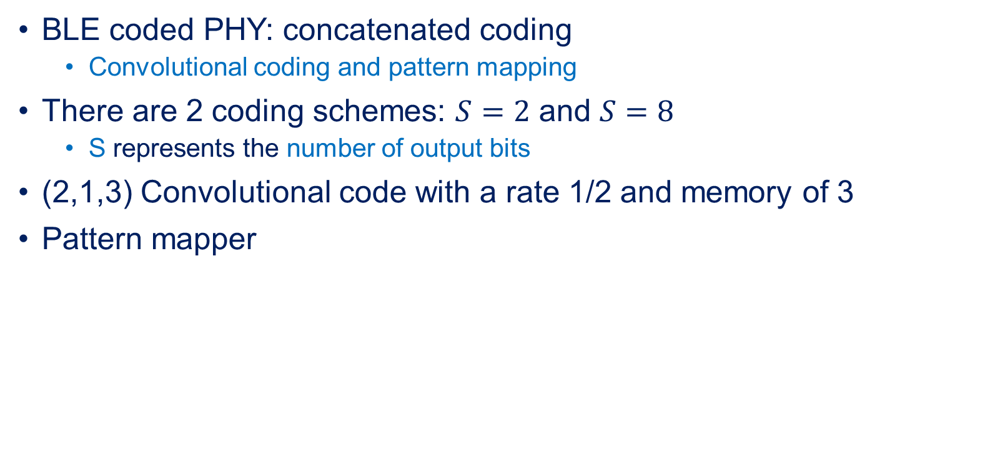 • BLE coded PHY: concatenated coding
• Convolutional coding and pattern mapping
• There are 2 coding schemes: 𝑆 = 2 and 𝑆 = 8
• S represents the number of output bits
• (2,1,3) Convolutional code with a rate 1/2 and memory of 3
• Pattern mapper